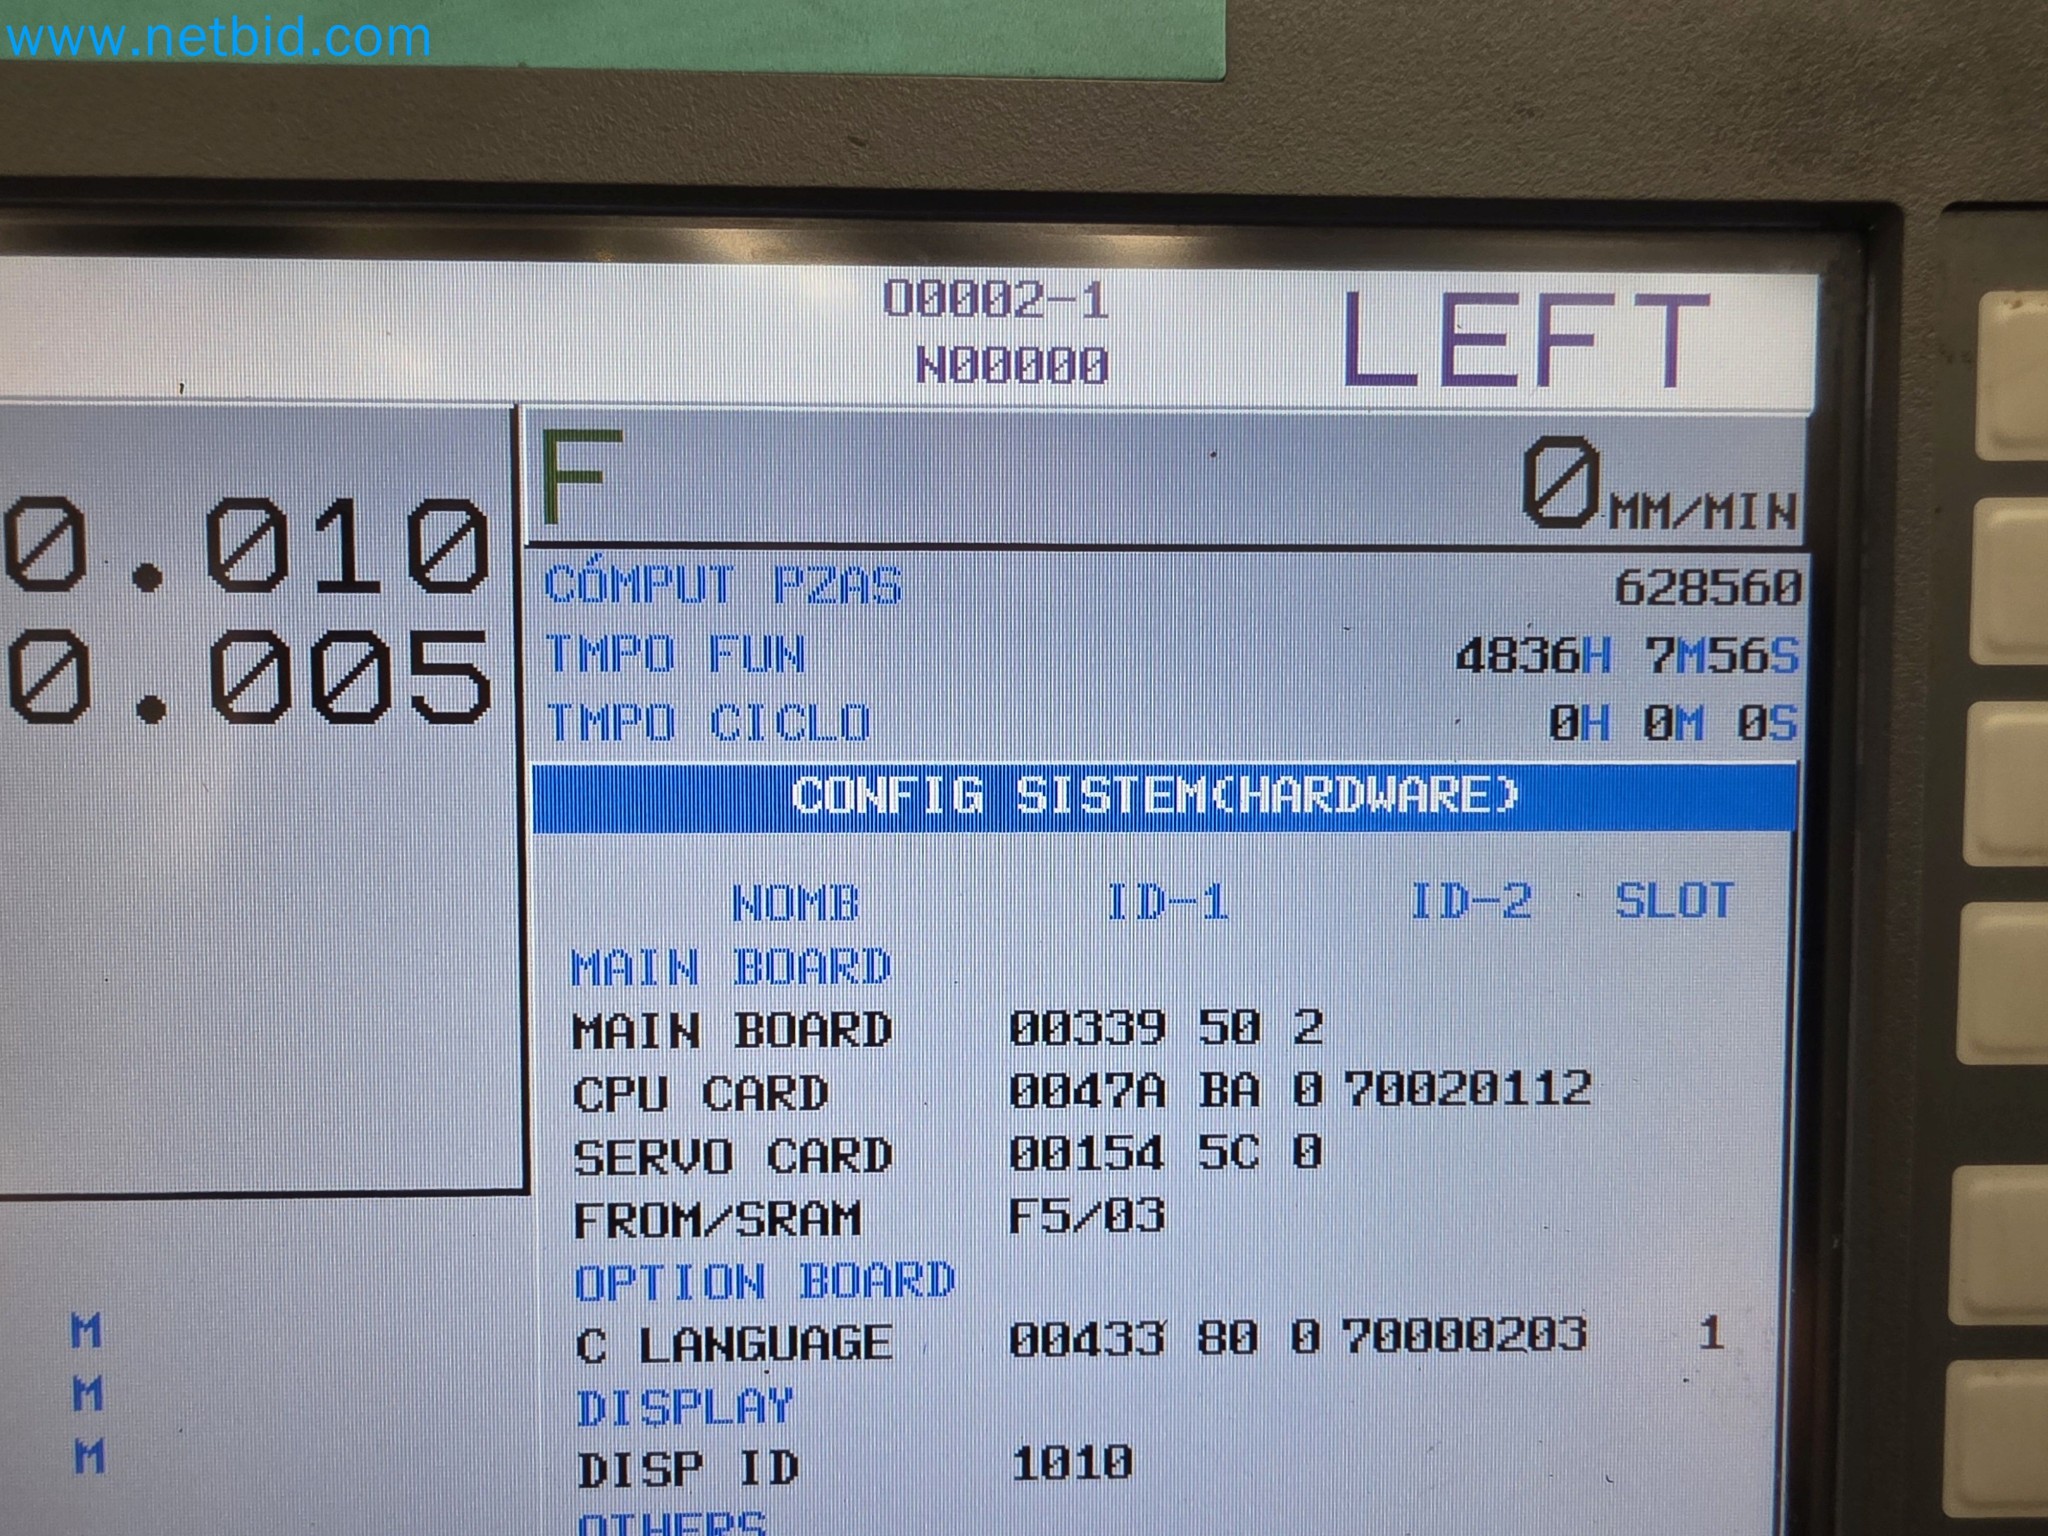 www.netbid.com
O0002-1
LEFT
N00000
F 0 MM/MIN
0.010
0.005
CÓMPUT PZAS 628560
TMPO FUN 4836H 7M56S
TMPO CICLO 0H 0M 0S
CONFIG SISTEM(HARDWARE)
NOMB ID-1 ID-2 SLOT
MAIN BOARD
MAIN BOARD 00339 50 2
CPU CARD 0047A BA 0 70020112
SERVO CARD 00154 5C 0
FROM/SRAM F5/03
OPTION BOARD
C LANGUAGE 00433 80 0 70000203 1
DISPLAY
DISP ID 1010
OTHERS
M
M
M